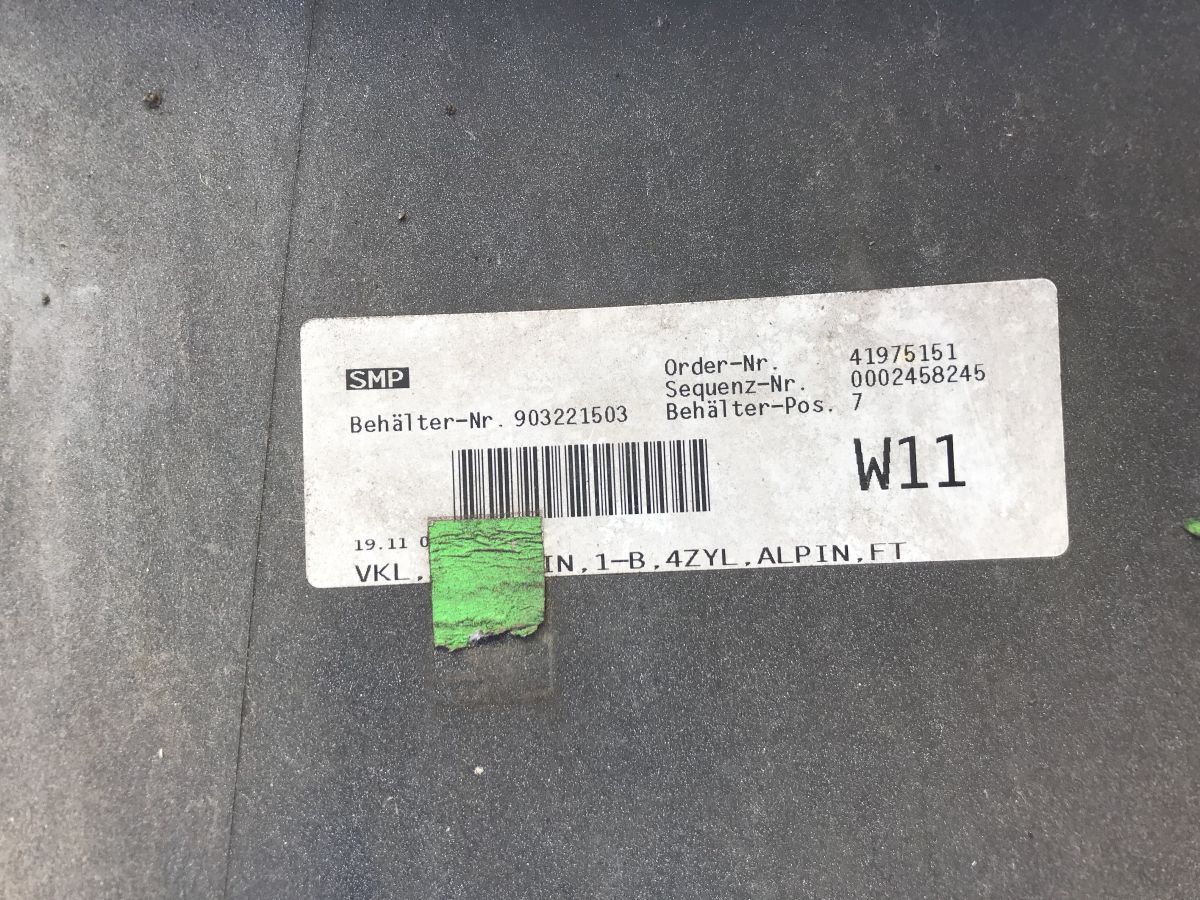 SMP
Behälter-Nr. 903221503
Order-Nr. 41975151
Sequenz-Nr. 0002458245
Behälter-Pos. 7
W11
19.11
VKL, 1-B,4ZYL,ALPIN,FT